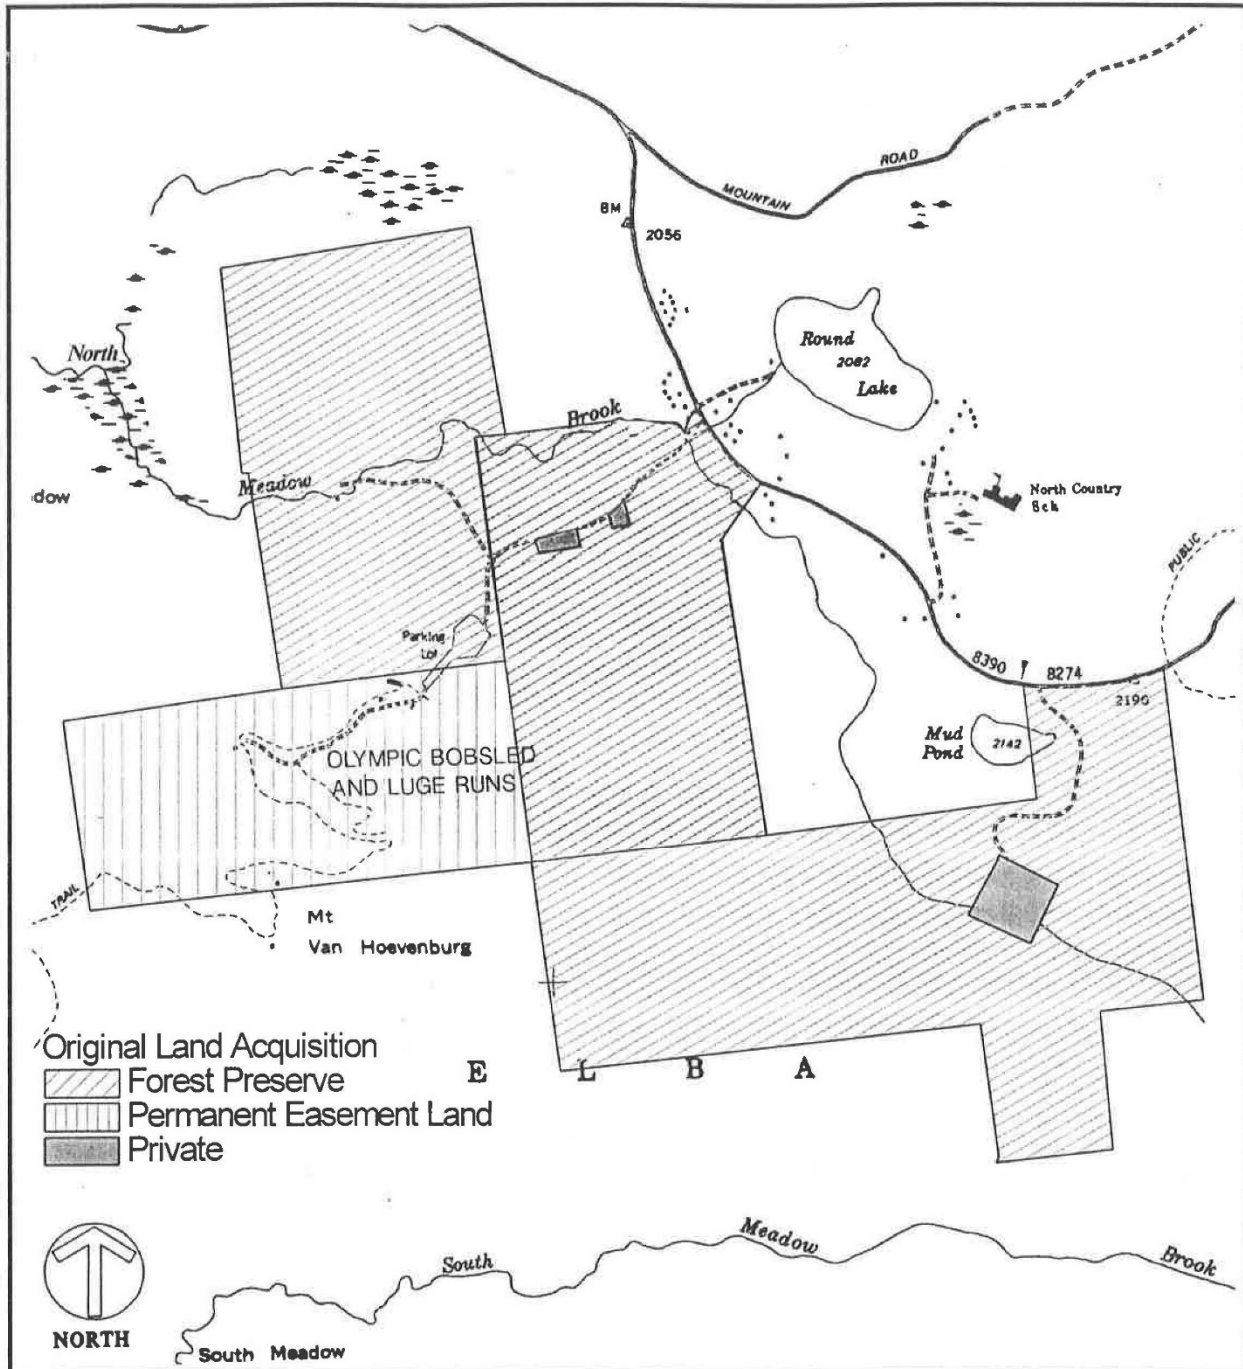 ROAD
MOUNTAIN
BM
2056
Round
2082
Lake
North
Brook
Meadow
dow
North Country
Sch
PUBLIC
Parking
Lot
8390
8274
2190
Mud
Pond
2142
OLYMPIC BOBSLED
AND LUGE RUNS
TRAIL
Mt
Van Hoevenburg
Original Land Acquisition
E L B A
Forest Preserve
Permanent Easement Land
Private
Meadow
South
Brook
NORTH
South Meadow